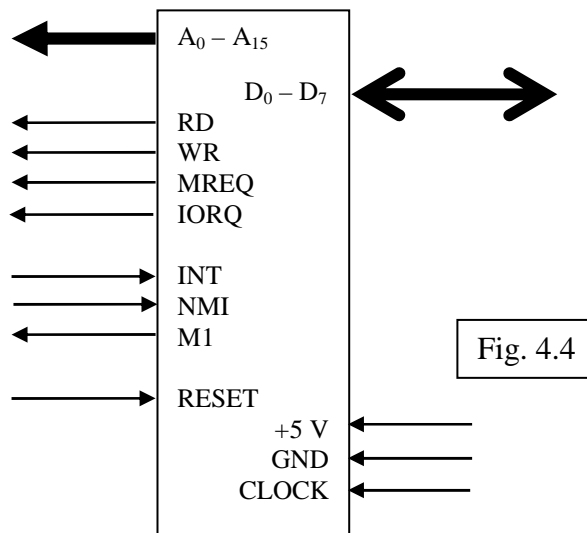 A₀ – A₁₅
D₀ – D₇
RD
WR
MREQ
IORQ
INT
NMI
M1
Fig. 4.4
RESET
+5 V
GND
CLOCK